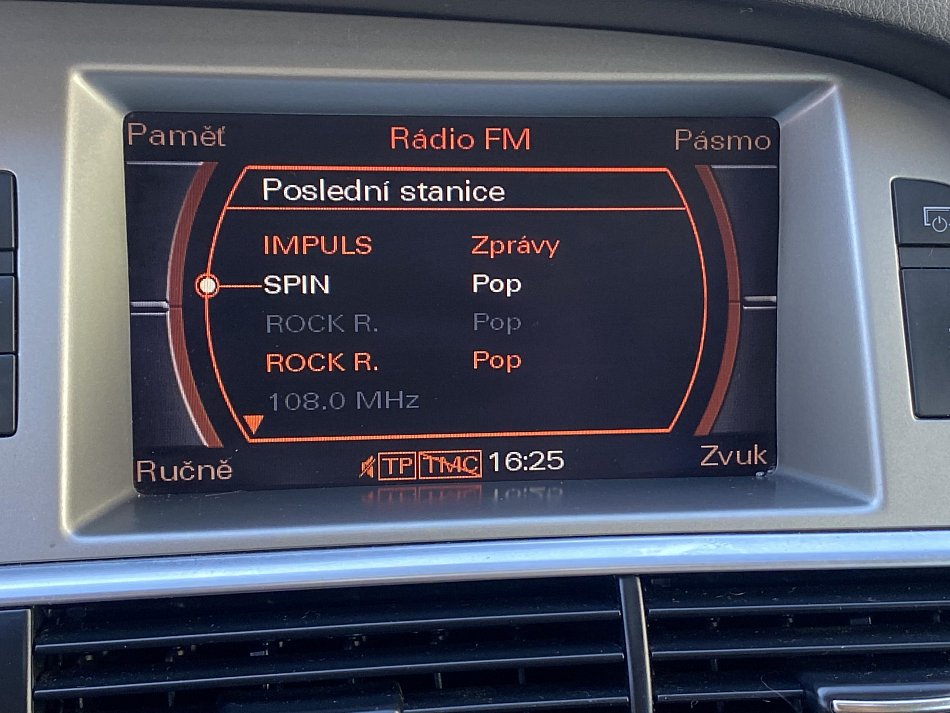 Paměť Rádio FM Pásmo
Poslední stanice
IMPULS Zprávy
SPIN Pop
ROCK R. Pop
ROCK R. Pop
108.0 MHz
Ručně TP TMC 16:25 Zvuk